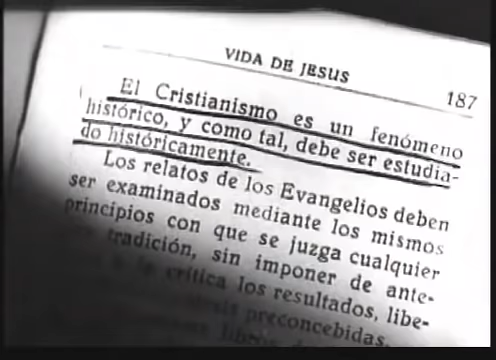 VIDA DE JESUS
187
El Cristianismo es un fenómeno
histórico, y como tal, debe ser estudia-
do históricamente.
Los relatos de los Evangelios deben
ser examinados mediante los mismos
principios con que se juzga cualquier
tradición, sin imponer de ante-
a la crítica los resultados, libe-
preconcebidas.
libros